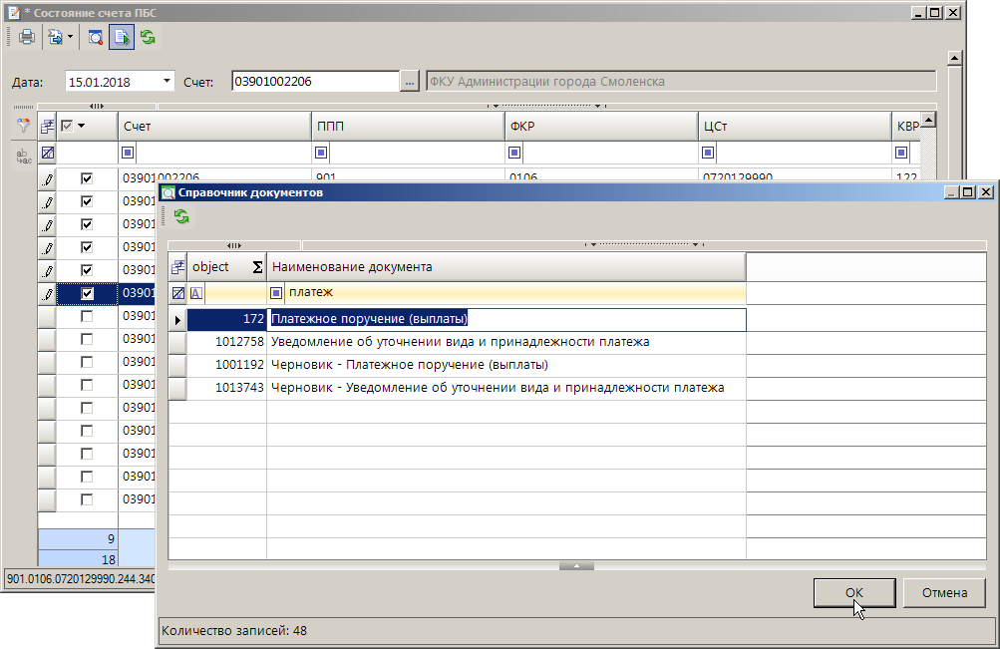 * Состояние счета ПБС
Дата: 15.01.2018 Счет: 03901002206 ... ФКУ Администрации города Смоленска
Счет ППП ФКР ЦСт КВР
ab
ac
03901002206 901 0106 0720129990 122
Справочник документов
03901
03901
03901
03901
03901
03901
03901
03901
03901
03901
03901
03901
03901
03901
object Σ Наименование документа
A платеж
172 Платежное поручение (выплаты)
1012758 Уведомление об уточнении вида и принадлежности платежа
1001192 Черновик - Платежное поручение (выплаты)
1013743 Черновик - Уведомление об уточнении вида и принадлежности платежа
9
18
901.0106.0720129990.244.340
OK Отмена
Количество записей: 48